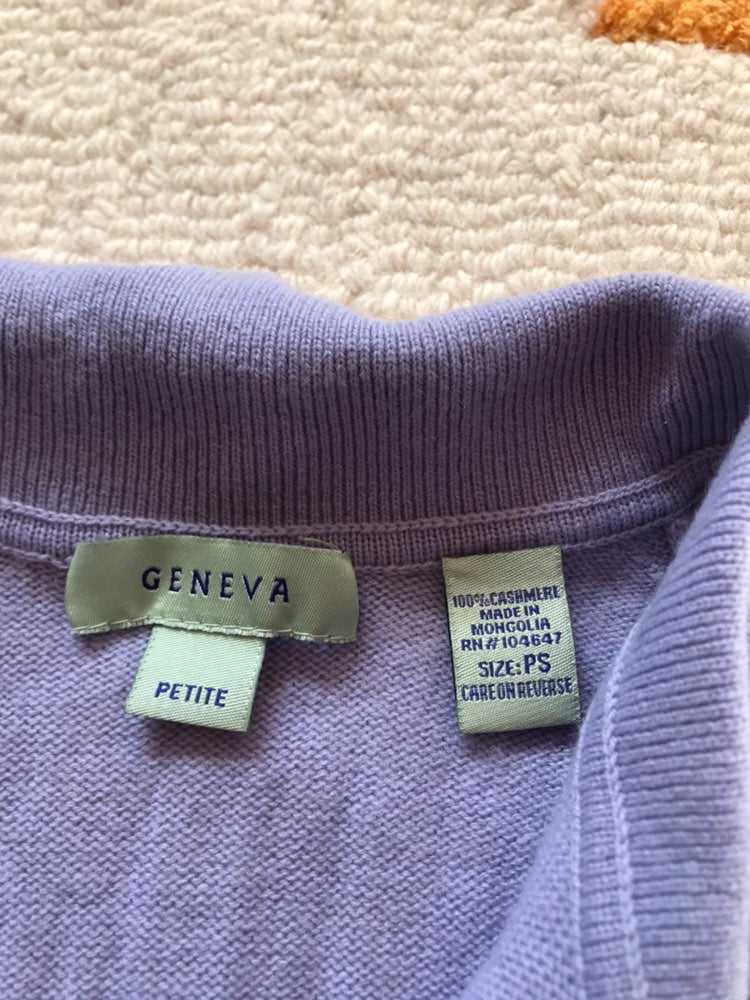 GENEVA
PETITE
100% CASHMERE
MADE IN
MONGOLIA
RN#104647
SIZE: PS
CARE ON REVERSE